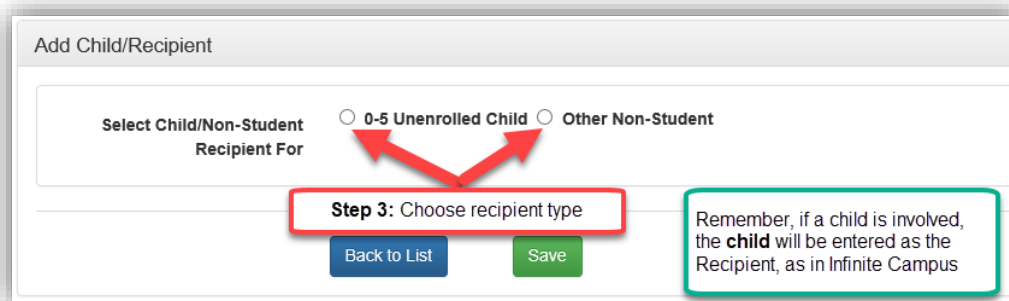 Add Child/Recipient
Select Child/Non-Student
Recipient For
0-5 Unenrolled Child
Other Non-Student
Step 3: Choose recipient type
Back to List
Save
Remember, if a child is involved,
the child will be entered as the
Recipient, as in Infinite Campus